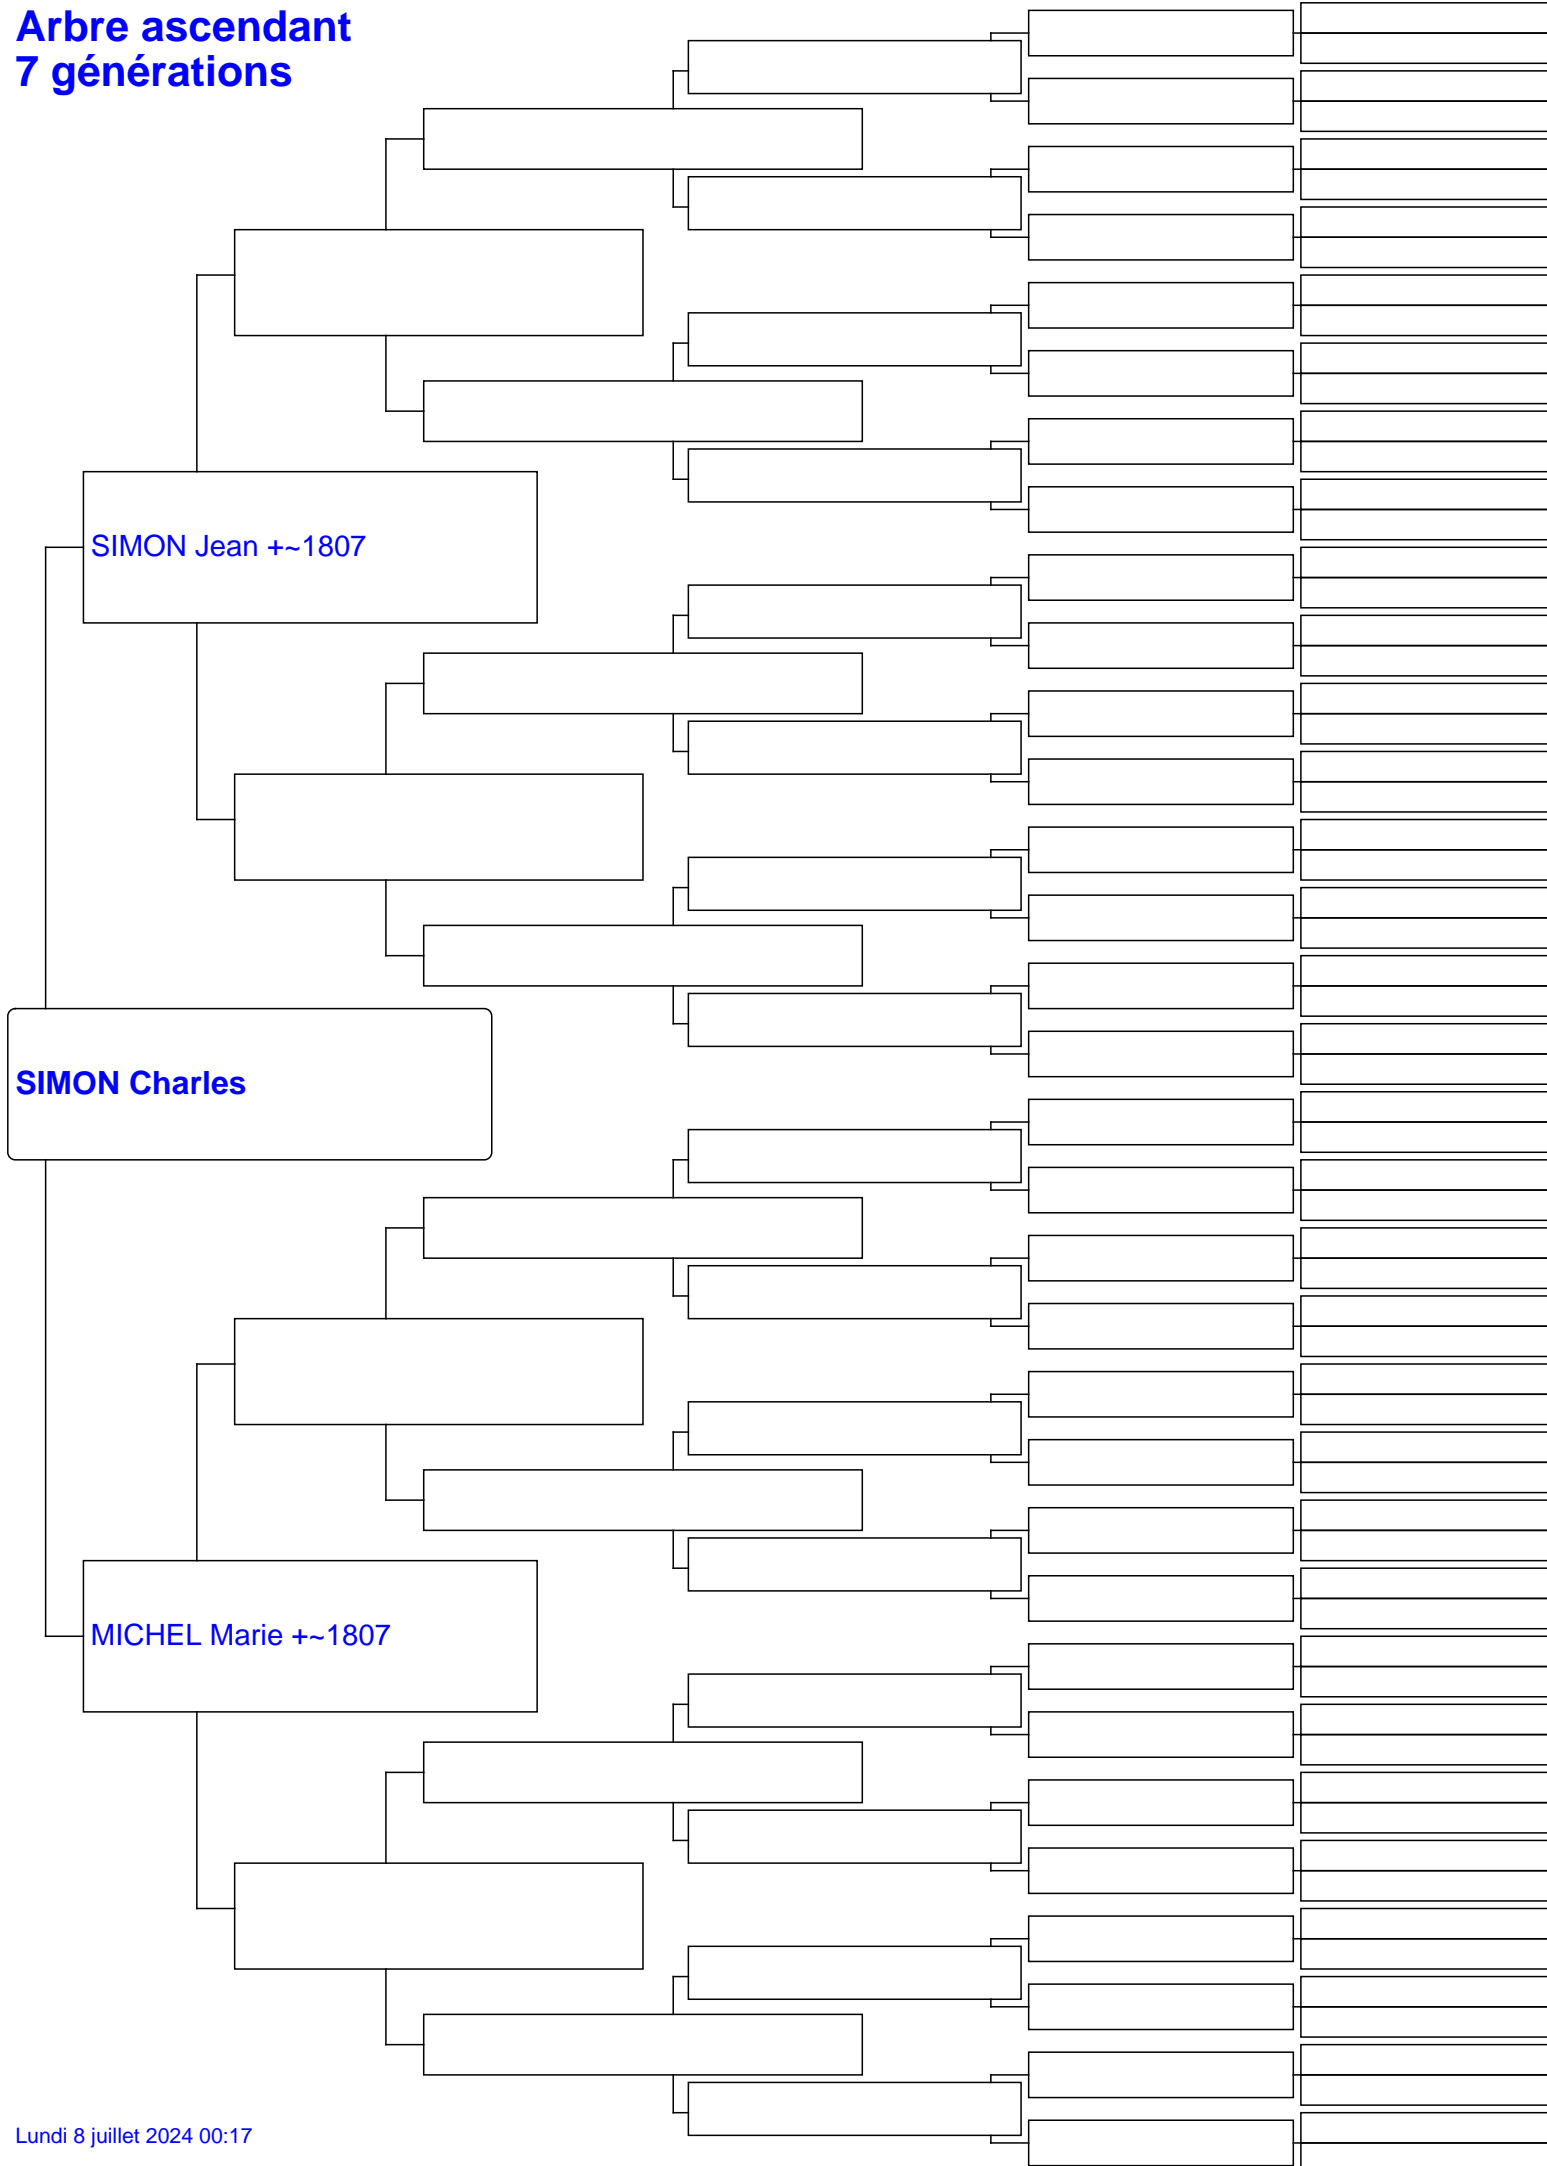 Arbre ascendant
7 générations
SIMON Jean +~1807
SIMON Charles
MICHEL Marie +~1807
Lundi 8 juillet 2024 00:17